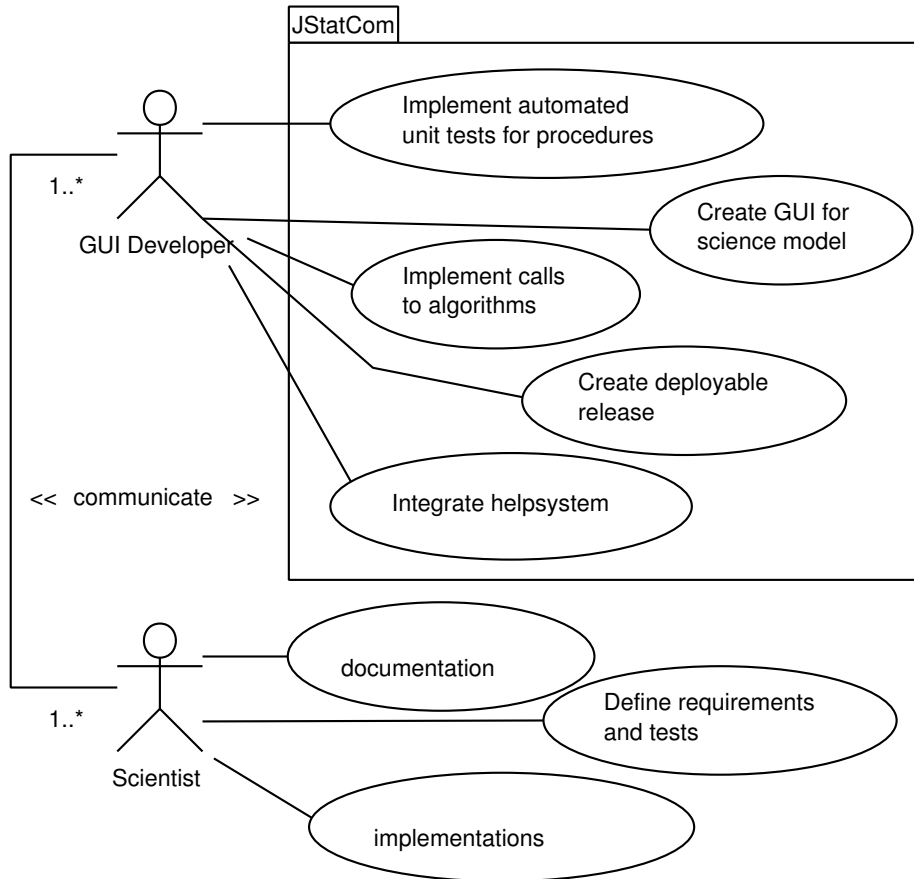 JStatCom
Implement automated
unit tests for procedures
1..*
GUI Developer
Create GUI for
science model
Implement calls
to algorithms
Create deployable
release
<< communicate >>
Integrate helpsystem
documentation
Define requirements
and tests
1..*
Scientist
implementations